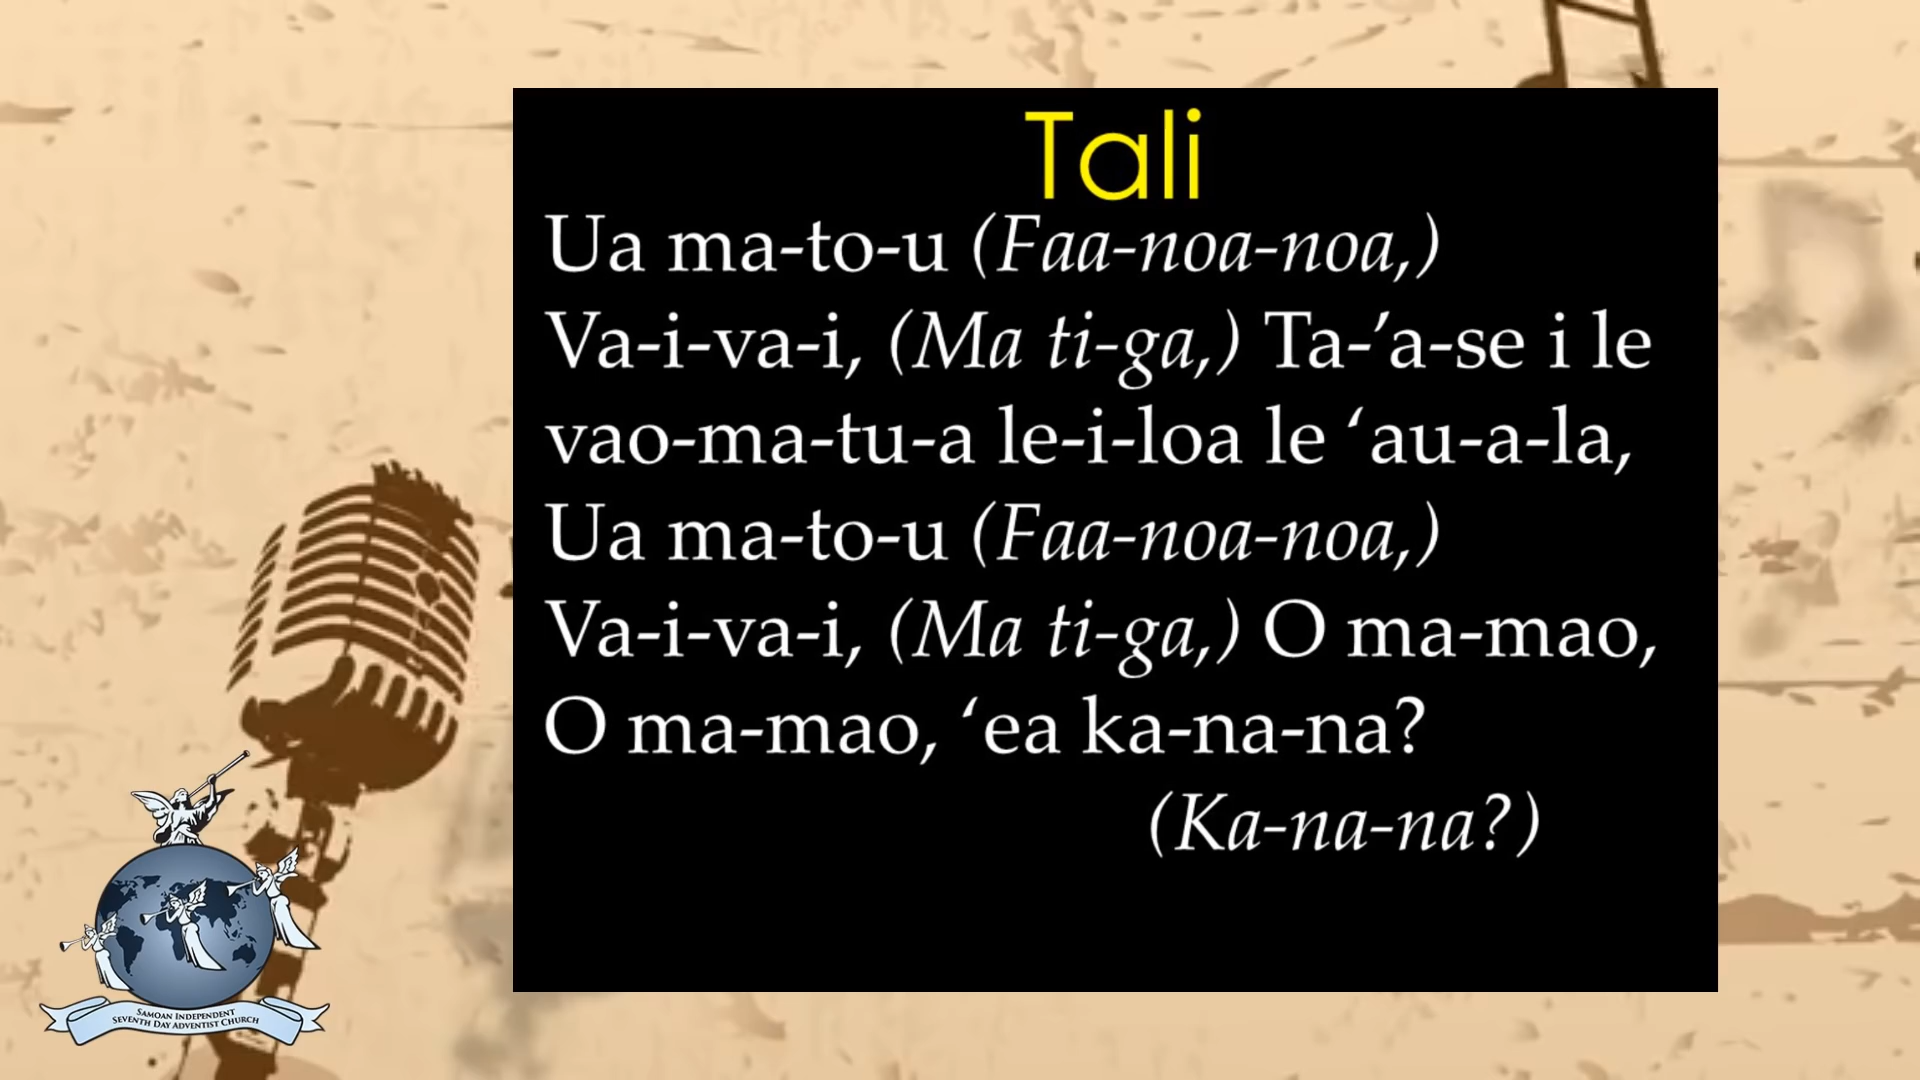 Tali
Ua ma-to-u (Faa-noa-noa,)
Va-i-va-i, (Ma ti-ga,) Ta-’a-se i le
vao-ma-tu-a le-i-loa le ‘au-a-la,
Ua ma-to-u (Faa-noa-noa,)
Va-i-va-i, (Ma ti-ga,) O ma-mao,
O ma-mao, ‘ea ka-na-na?
(Ka-na-na?)
SAMOAN INDEPENDENT
SEVENTH DAY ADVENTIST CHURCH